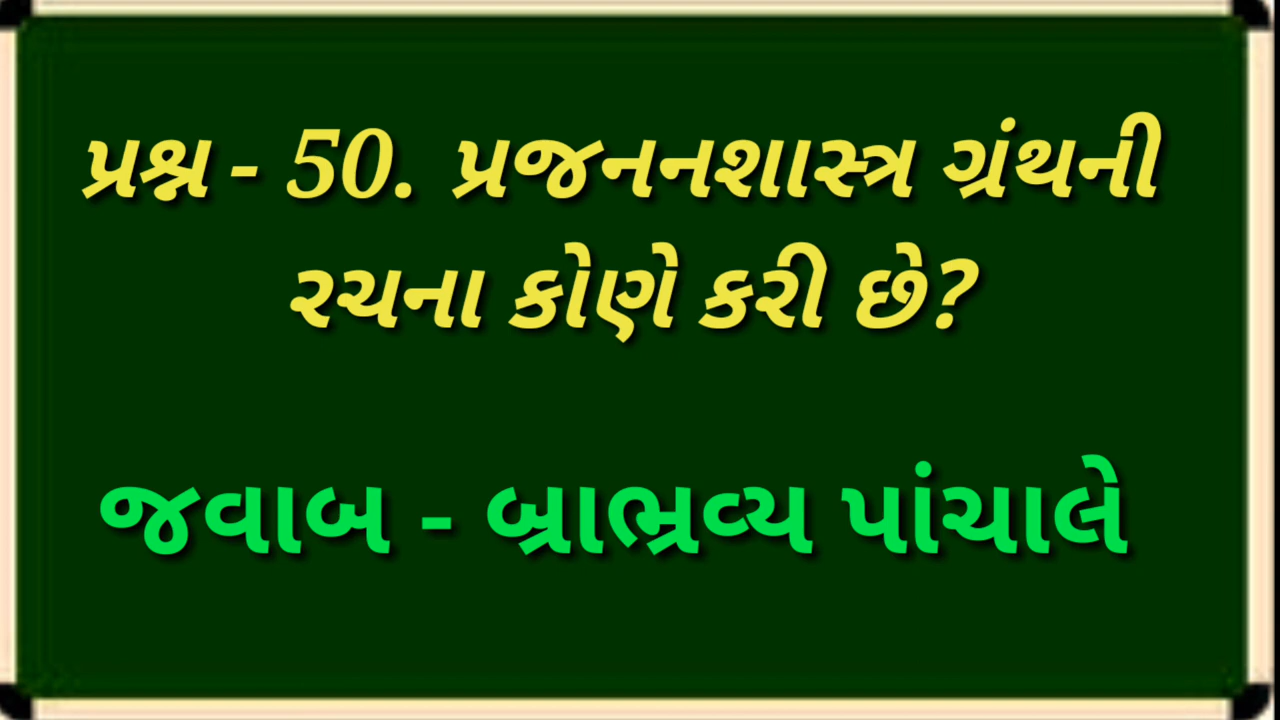 પ્રશ્ન - 50. પ્રજનનશાસ્ત્ર ગ્રંથની
રચના કોણે કરી છે?
જવાબ - બ્રાભ્રવ્ય પાંચાલે